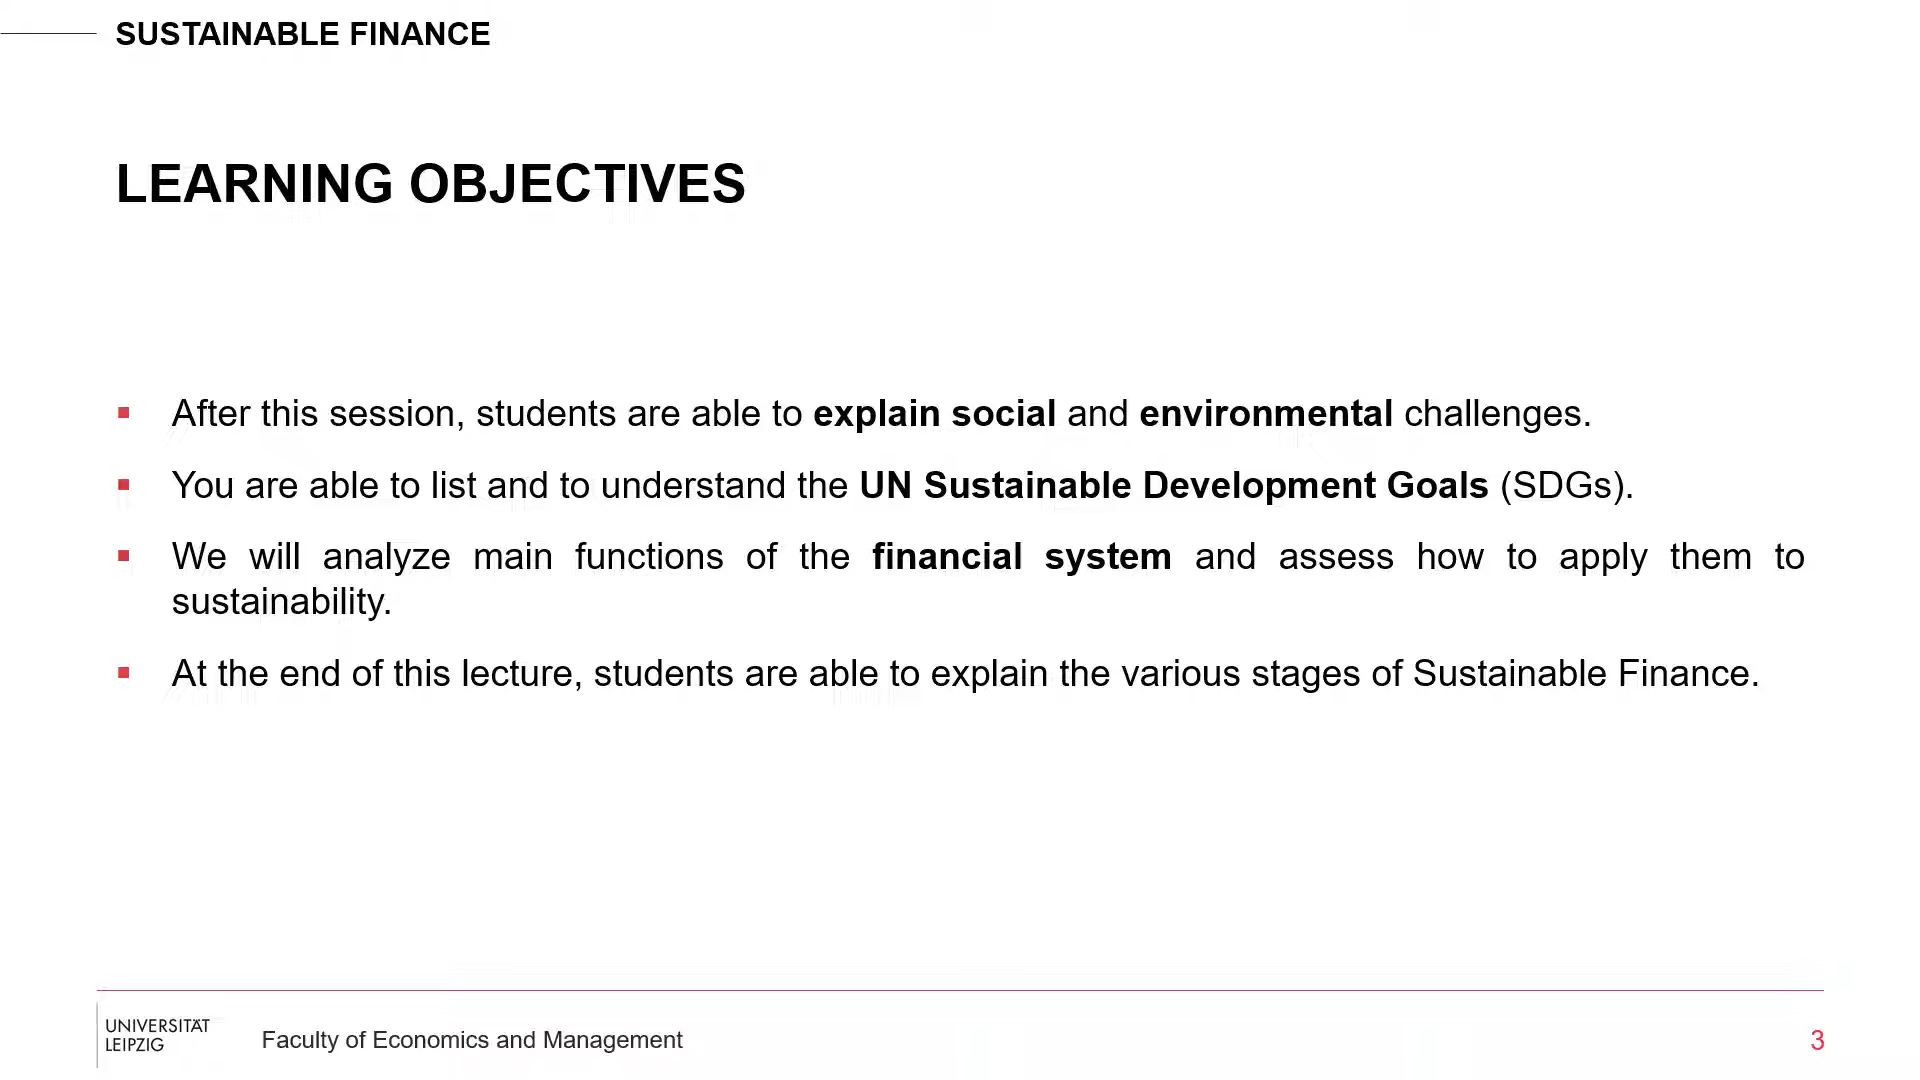 SUSTAINABLE FINANCE
LEARNING OBJECTIVES
▪ After this session, students are able to explain social and environmental challenges.
▪ You are able to list and to understand the UN Sustainable Development Goals (SDGs).
▪ We will analyze main functions of the financial system and assess how to apply them to
sustainability.
▪ At the end of this lecture, students are able to explain the various stages of Sustainable Finance.
UNIVERSITÄT
LEIPZIG
Faculty of Economics and Management
3